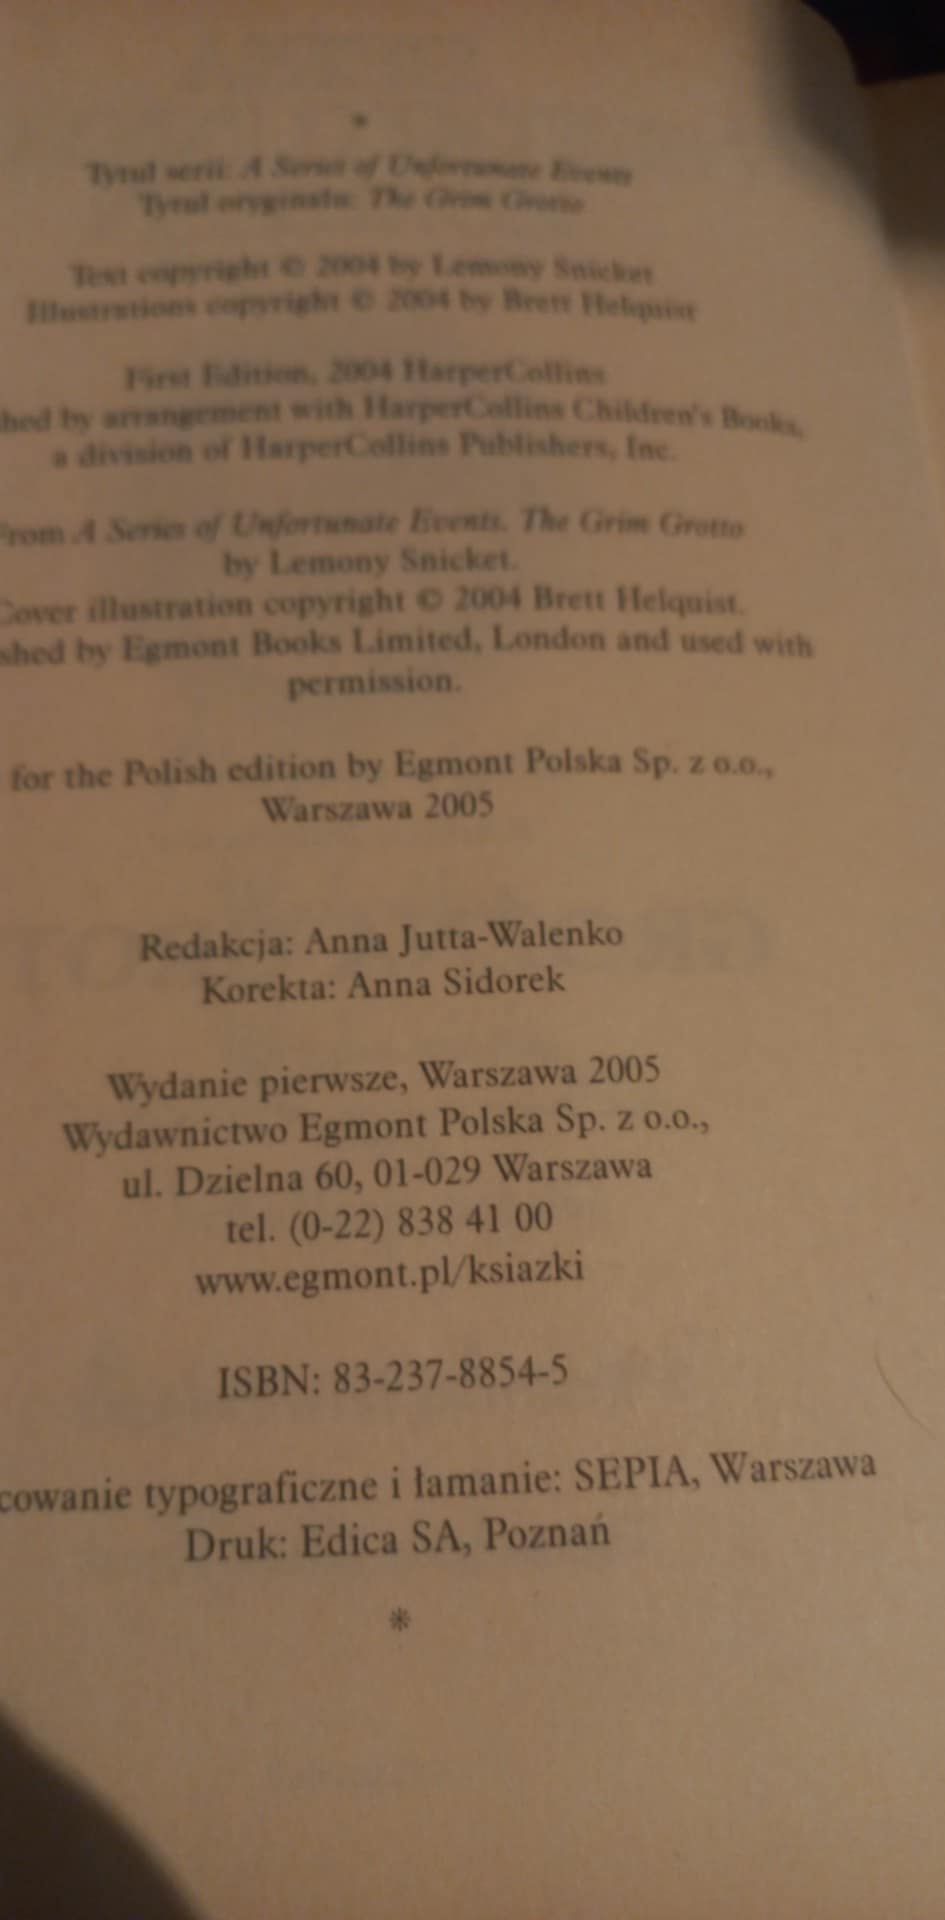 *
Tytuł serii: A Series of Unfortunate Events
Tytuł oryginału: The Grim Grotto
Text copyright © 2004 by Lemony Snicket
Illustrations copyright © 2004 by Brett Helquist
First Edition, 2004 HarperCollins
hed by arrangement with HarperCollins Children's Books,
a division of HarperCollins Publishers, Inc.
From A Series of Unfortunate Events. The Grim Grotto
by Lemony Snicket.
Cover illustration copyright © 2004 Brett Helquist.
shed by Egmont Books Limited, London and used with
permission.
for the Polish edition by Egmont Polska Sp. z o.o.,
Warszawa 2005
Redakcja: Anna Jutta-Walenko
Korekta: Anna Sidorek
Wydanie pierwsze, Warszawa 2005
Wydawnictwo Egmont Polska Sp. z o.o.,
ul. Dzielna 60, 01-029 Warszawa
tel. (0-22) 838 41 00
www.egmont.pl/ksiazki
ISBN: 83-237-8854-5
cowanie typograficzne i łamanie: SEPIA, Warszawa
Druk: Edica SA, Poznań
*